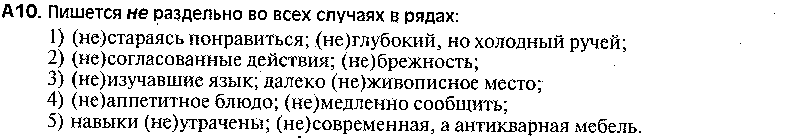 А10. Пишется не раздельно во всех случаях в рядах:
1) (не)стараясь понравиться; (не)глубокий, но холодный ручей;
2) (не)согласованные действия; (не)брежность;
3) (не)изучавшие язык; далеко (не)живописное место;
4) (не)аппетитное блюдо; (не)медленно сообщить;
5) навыки (не)утрачены; (не)современная, а антикварная мебель.